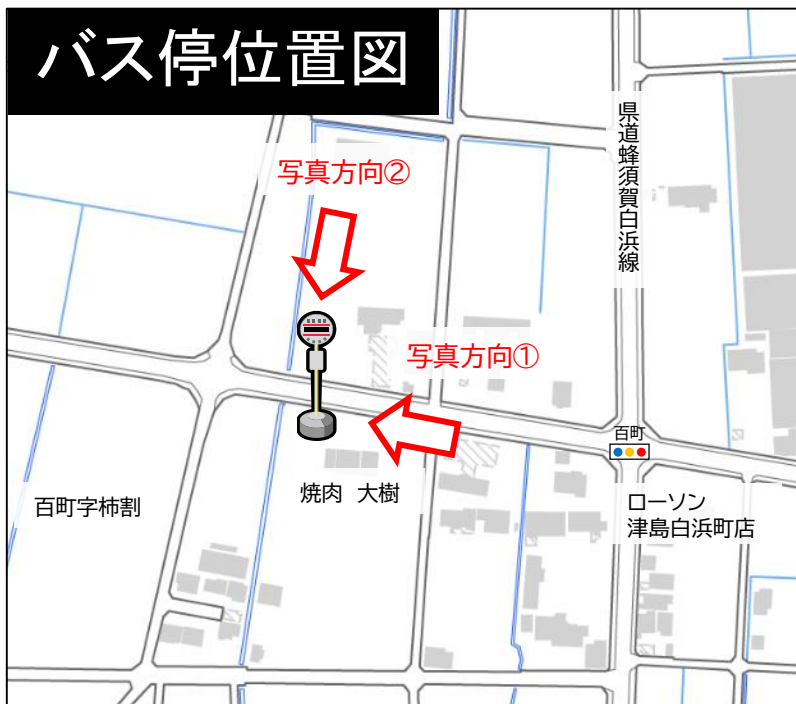 バス停位置図
県道蜂須賀白浜線
写真方向②
写真方向①
百町
百町字柿割
焼肉 大樹
ローソン
津島白浜町店